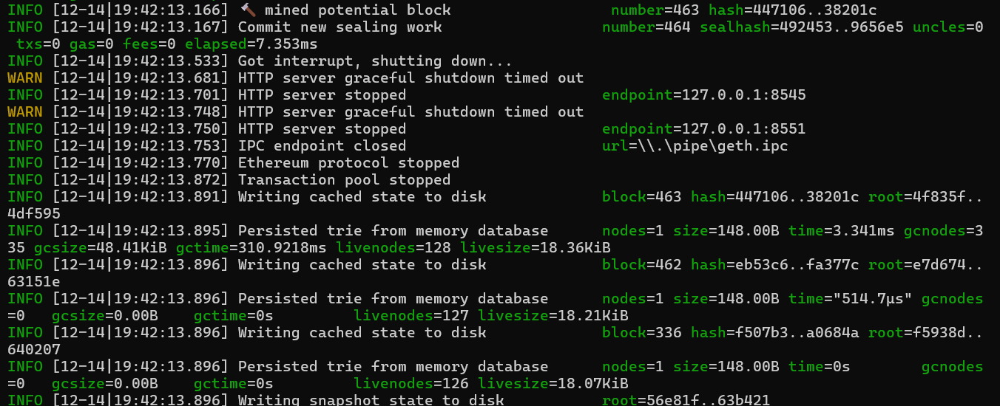 INFO [12-14|19:42:13.166] 🔨 mined potential block                  number=463 hash=447106..38201c
INFO [12-14|19:42:13.167] Commit new sealing work                  number=464 sealhash=492453..9656e5 uncles=0
 txs=0 gas=0 fees=0 elapsed=7.353ms
INFO [12-14|19:42:13.533] Got interrupt, shutting down...
WARN [12-14|19:42:13.681] HTTP server graceful shutdown timed out
INFO [12-14|19:42:13.701] HTTP server stopped                      endpoint=127.0.0.1:8545
WARN [12-14|19:42:13.748] HTTP server graceful shutdown timed out
INFO [12-14|19:42:13.750] HTTP server stopped                      endpoint=127.0.0.1:8551
INFO [12-14|19:42:13.753] IPC endpoint closed                      url=\\.\pipe\geth.ipc
INFO [12-14|19:42:13.770] Ethereum protocol stopped
INFO [12-14|19:42:13.872] Transaction pool stopped
INFO [12-14|19:42:13.891] Writing cached state to disk             block=463 hash=447106..38201c root=4f835f..
4df595
INFO [12-14|19:42:13.895] Persisted trie from memory database      nodes=1 size=148.00B time=3.341ms gcnodes=3
35 gcsize=48.41KiB gctime=310.9218ms livenodes=128 livesize=18.36KiB
INFO [12-14|19:42:13.896] Writing cached state to disk             block=462 hash=eb53c6..fa377c root=e7d674..
63151e
INFO [12-14|19:42:13.896] Persisted trie from memory database      nodes=1 size=148.00B time="514.7µs" gcnodes
=0   gcsize=0.00B    gctime=0s         livenodes=127 livesize=18.21KiB
INFO [12-14|19:42:13.896] Writing cached state to disk             block=336 hash=f507b3..a0684a root=f5938d..
640207
INFO [12-14|19:42:13.896] Persisted trie from memory database      nodes=1 size=148.00B time=0s        gcnodes
=0   gcsize=0.00B    gctime=0s         livenodes=126 livesize=18.07KiB
INFO [12-14|19:42:13.896] Writing snapshot state to disk           root=56e81f..63b421